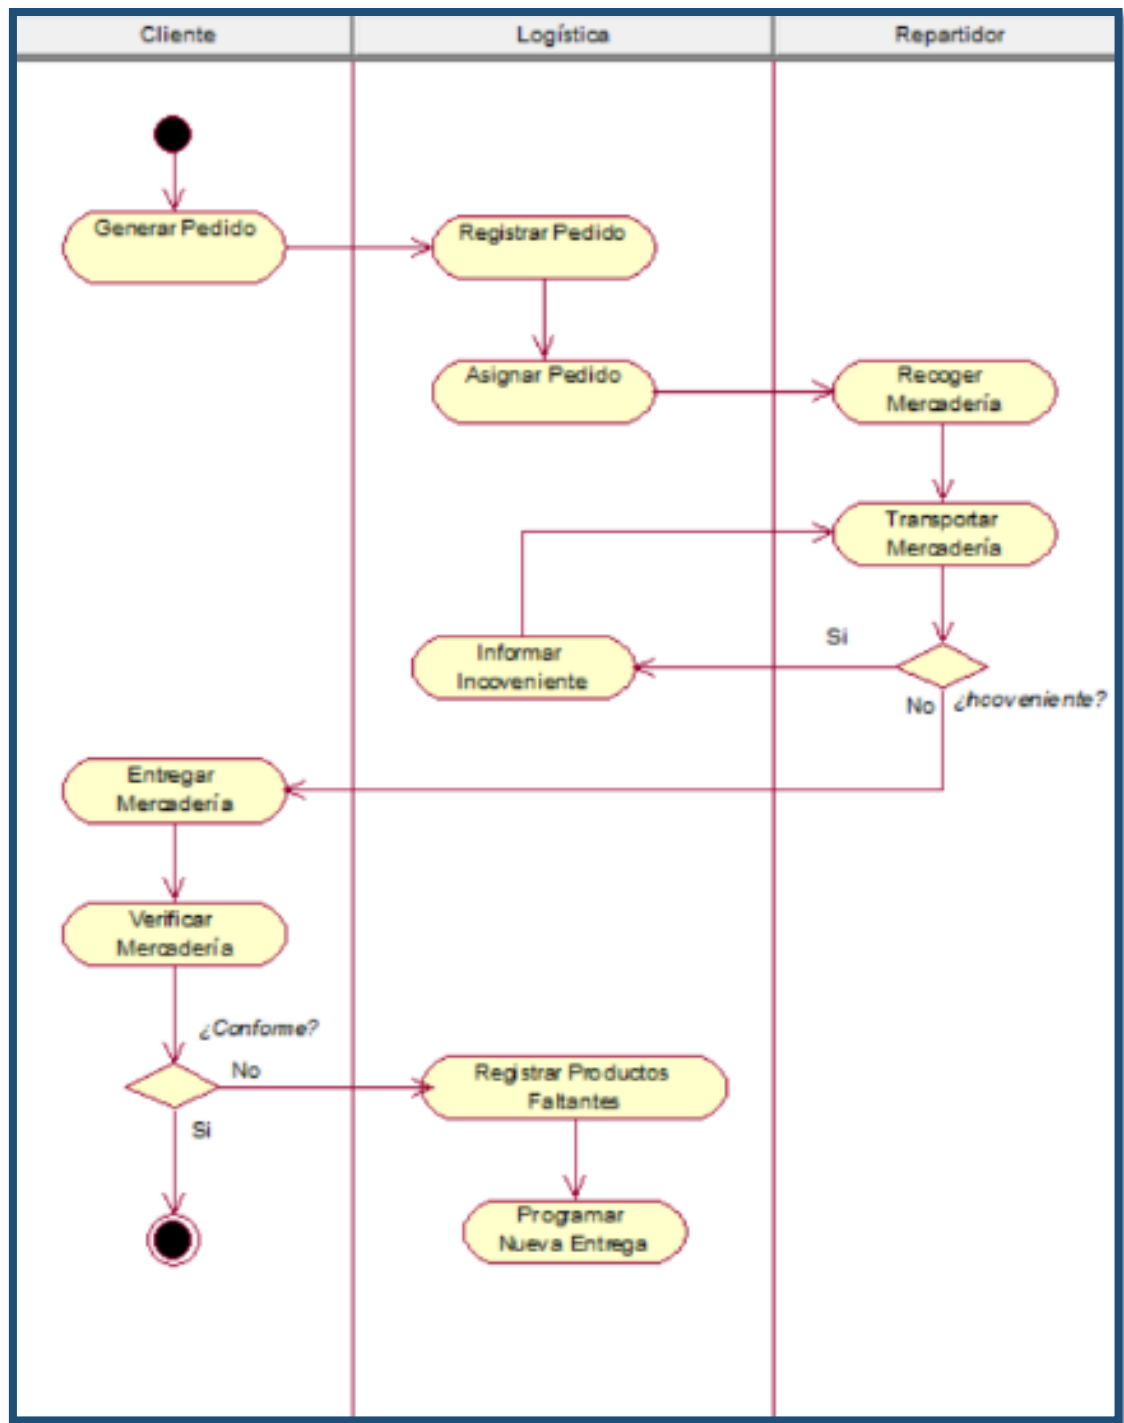 Cliente
Logística
Repartidor
Generar Pedido
Registrar Pedido
Asignar Pedido
Recoger
Mercadería
Transportar
Mercadería
Si
Informar
Incoveniente
No
¿Incoveniente?
Entregar
Mercadería
Verificar
Mercadería
¿Conforme?
No
Registrar Productos
Faltantes
Si
Programar
Nueva Entrega